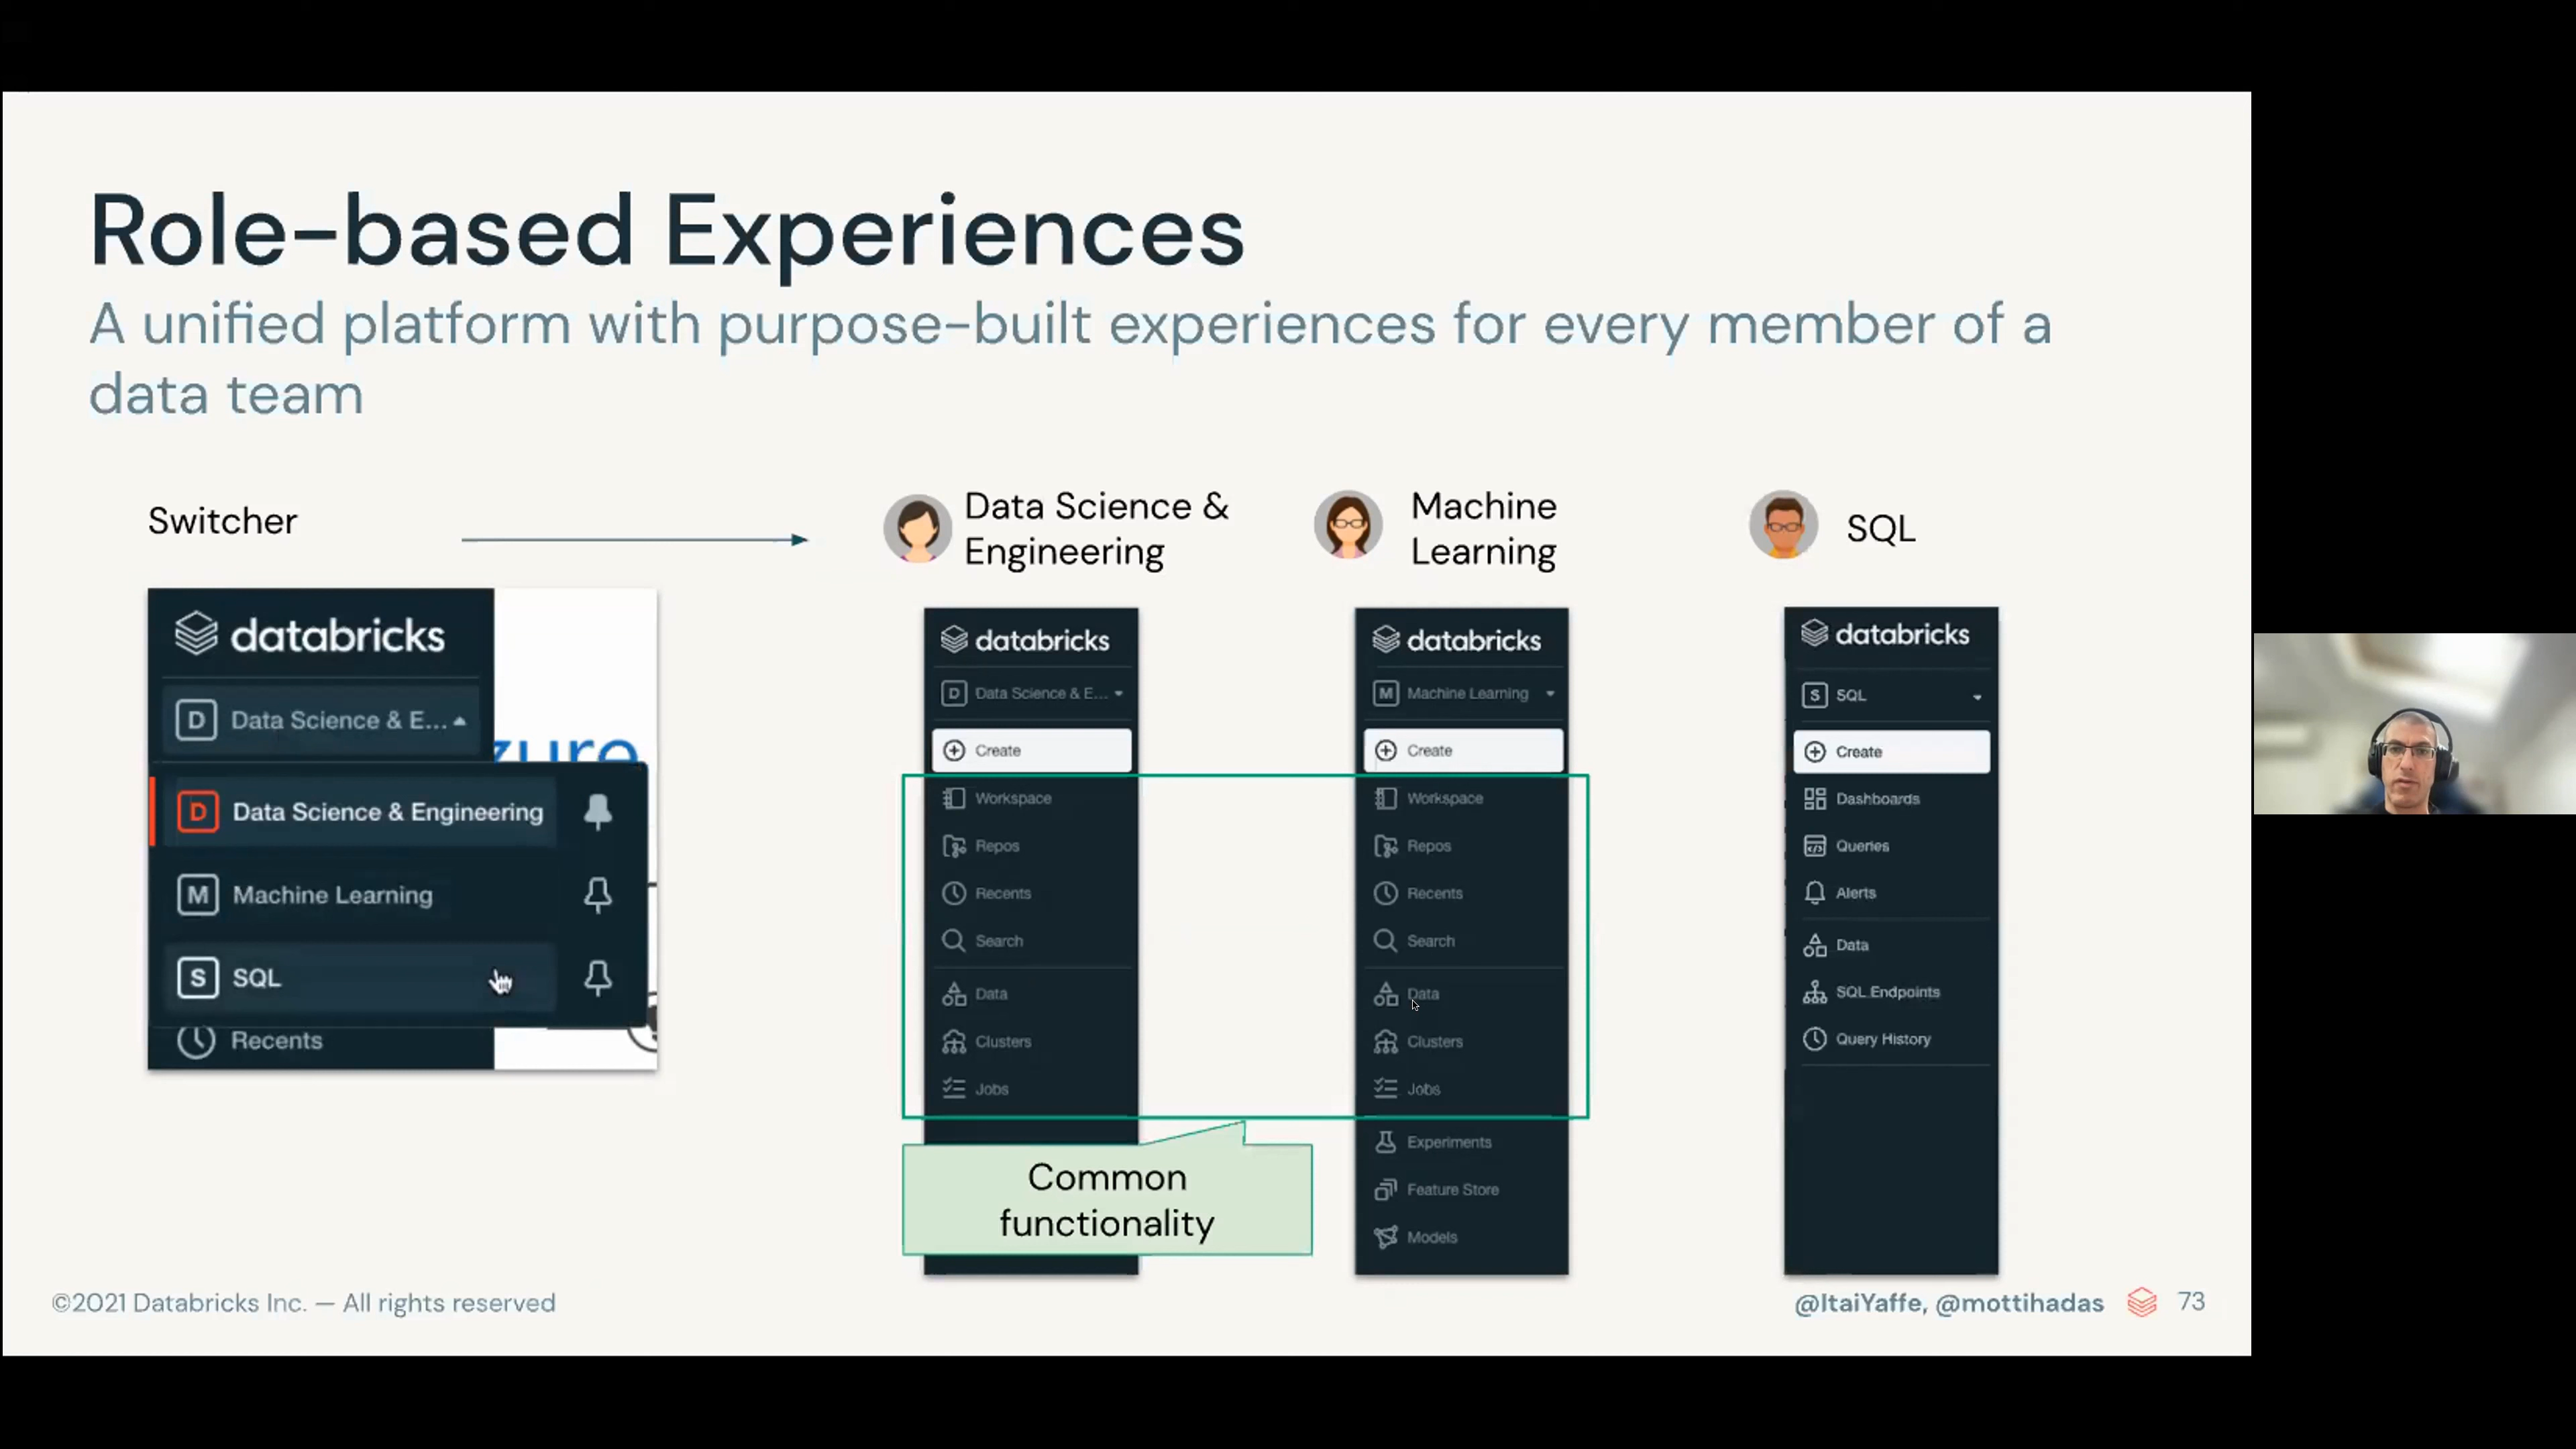 Role-based Experiences
A unified platform with purpose-built experiences for every member of a
data team
Switcher
databricks
D Data Science & E...
zure
D Data Science & Engineering
M Machine Learning
S SQL
Recents
Data Science &
Engineering
databricks
D Data Science & E...
Create
Workspace
Repos
Recents
Search
Data
Clusters
Jobs
Machine
Learning
databricks
M Machine Learning
Create
Workspace
Repos
Recents
Search
Data
Clusters
Jobs
Experiments
Feature Store
Models
SQL
databricks
S SQL
Create
Dashboards
Queries
Alerts
Data
SQL Endpoints
Query History
Common
functionality
©2021 Databricks Inc. — All rights reserved
@ItaiYaffe, @mottihadas 73